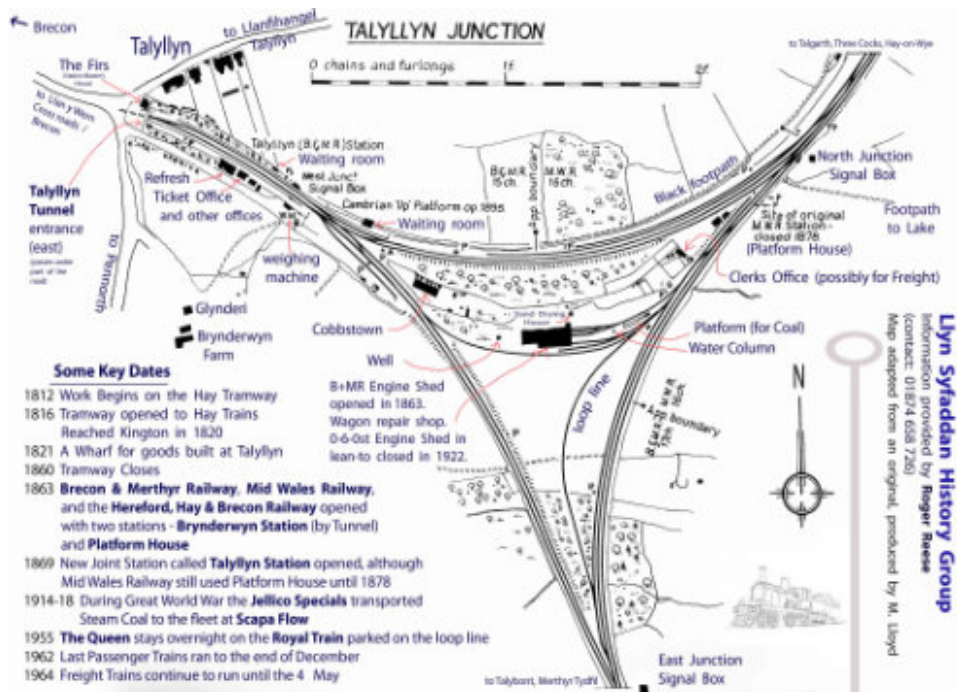 Brecon
to Llanfihangel
Talyllyn
Talyllyn
TALYLLYN JUNCTION
0 chains and furlongs 1f 2f
to Talgarth, Three Cocks, Hay-on-Wye
The Firs
to Llan y Wern
Cross roads /
Brecon
Talyllyn (B&M.R) Station
Waiting room
West Junct
Signal Box
Refresh
Ticket Office
and other offices
Cambrian 'Up' Platform op 1895
Waiting room
B&M.R
15 ch.
App boundary
M.W.R
16 ch.
Black footpath
North Junction
Signal Box
Footpath
to Lake
Site of original
M.W.R Station -
closed 1878
(Platform House)
Clerks Office (possibly for Freight)
Talyllyn
Tunnel
entrance
(east)
to Pennorth
W.M.
weighing
machine
Glynderi
Brynderwyn
Farm
Cobbstown
Sand Drying
House
Well
Platform (for Coal)
Water Column
B+MR Engine Shed
opened in 1863.
Wagon repair shop.
0-6-0st Engine Shed in
lean-to closed in 1922.
loop line
App boundary
N
Some Key Dates
1812 Work Begins on the Hay Tramway
1816 Tramway opened to Hay Trains
Reached Kington in 1820
1821 A Wharf for goods built at Talyllyn
1860 Tramway Closes
1863 Brecon & Merthyr Railway, Mid Wales Railway,
and the Hereford, Hay & Brecon Railway opened
with two stations - Brynderwyn Station (by Tunnel)
and Platform House
1869 New Joint Station called Talyllyn Station opened, although
Mid Wales Railway still used Platform House until 1878
1914-18 During Great World War the Jellico Specials transported
Steam Coal to the fleet at Scapa Flow
1955 The Queen stays overnight on the Royal Train parked on the loop line
1962 Last Passenger Trains ran to the end of December
1964 Freight Trains continue to run until the 4 May
to Talybont, Merthyr Tydfil
East Junction
Signal Box
Llyn Syfaddan History Group
Information provided by Roger Reese
(contact: 01874 658 726)
Map adapted from an original, produced by M. Lloyd